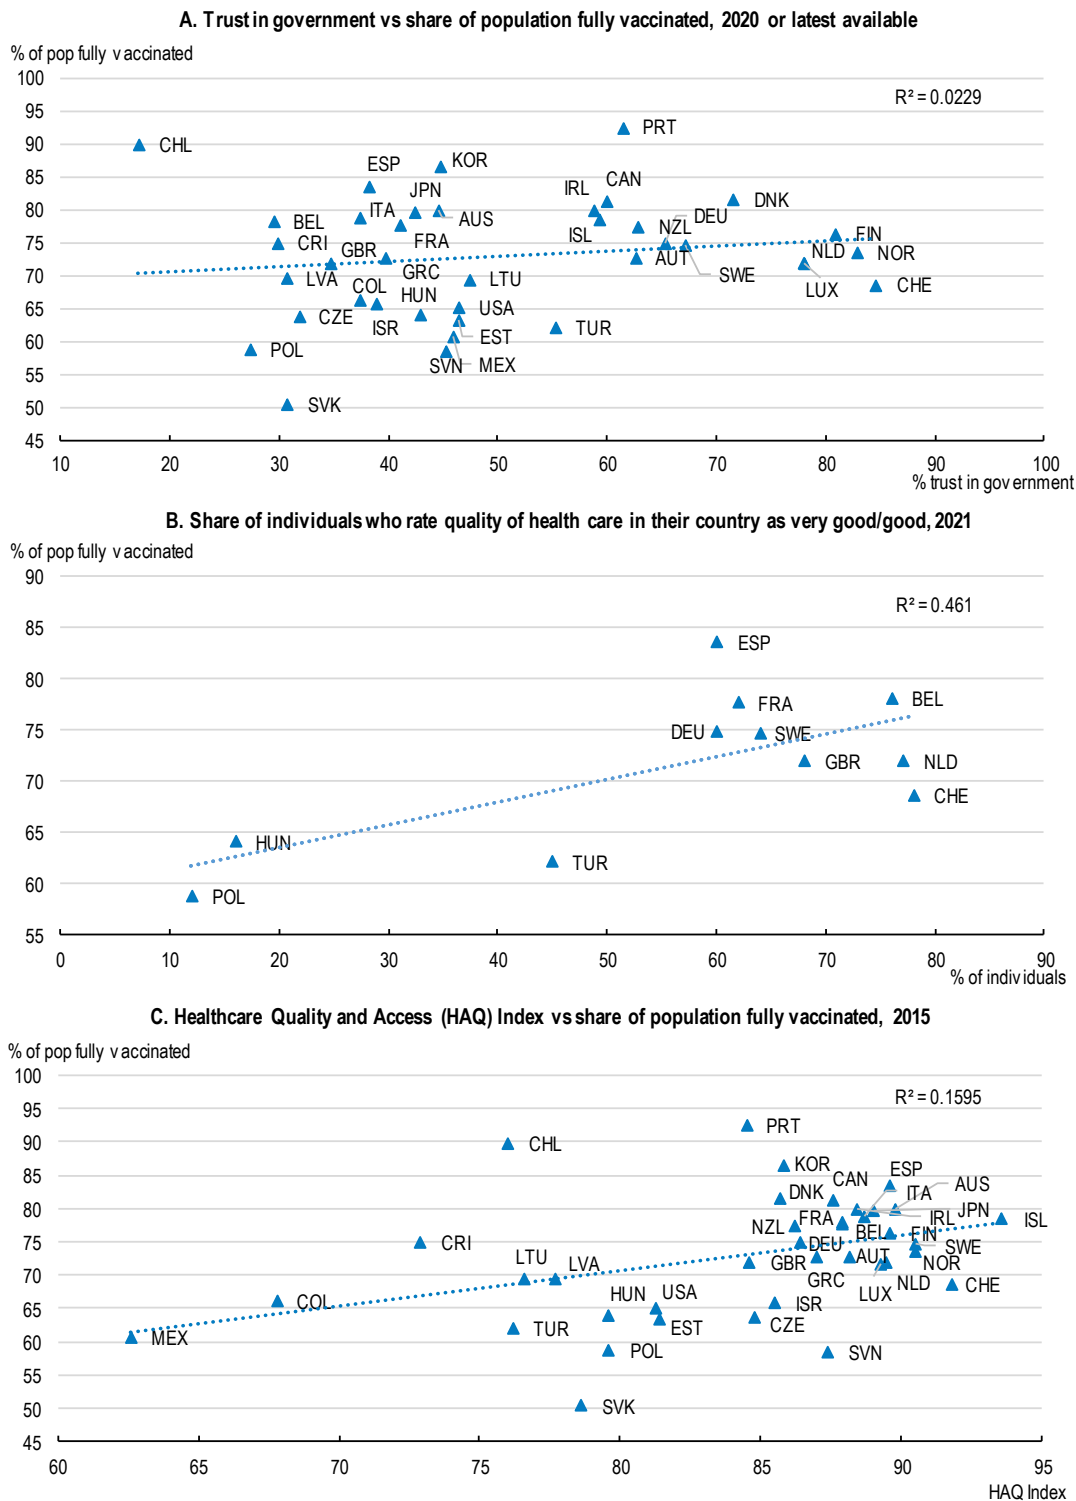 A. Trust in government vs share of population fully vaccinated, 2020 or latest available
% of pop fully vaccinated
100
R² = 0.0229
95
PRT
90
CHL
ESP
KOR
85
CAN
IRL
JPN
DNK
80
ITA
AUS
DEU
BEL
ISL
NZL
FIN
75
CRI
GBR
FRA
AUT
NLD
NOR
70
LVA
GRC
LTU
SWE
LUX
CHE
COL
HUN
USA
65
CZE
ISR
EST
TUR
60
POL
SVN
MEX
55
50
SVK
45
10 20 30 40 50 60 70 80 90 100
% trust in government
B. Share of individuals who rate quality of health care in their country as very good/good, 2021
% of pop fully vaccinated
90
R² = 0.461
85
ESP
80
FRA
BEL
75
DEU
SWE
GBR
NLD
70
CHE
65
HUN
TUR
60
POL
55
0 10 20 30 40 50 60 70 80 90
% of individuals
C. Healthcare Quality and Access (HAQ) Index vs share of population fully vaccinated, 2015
% of pop fully vaccinated
100
R² = 0.1595
95
PRT
90
CHL
KOR
ESP
85
DNK
CAN
ITA
AUS
80
NZL
FRA
BEL
IRL
JPN
ISL
75
CRI
DEU
FIN
SWE
LTU
LVA
GBR
AUT
NOR
70
GRC
LUX
NLD
CHE
COL
HUN
USA
ISR
65
MEX
TUR
EST
CZE
60
POL
SVN
55
50
SVK
45
60 65 70 75 80 85 90 95
HAQ Index